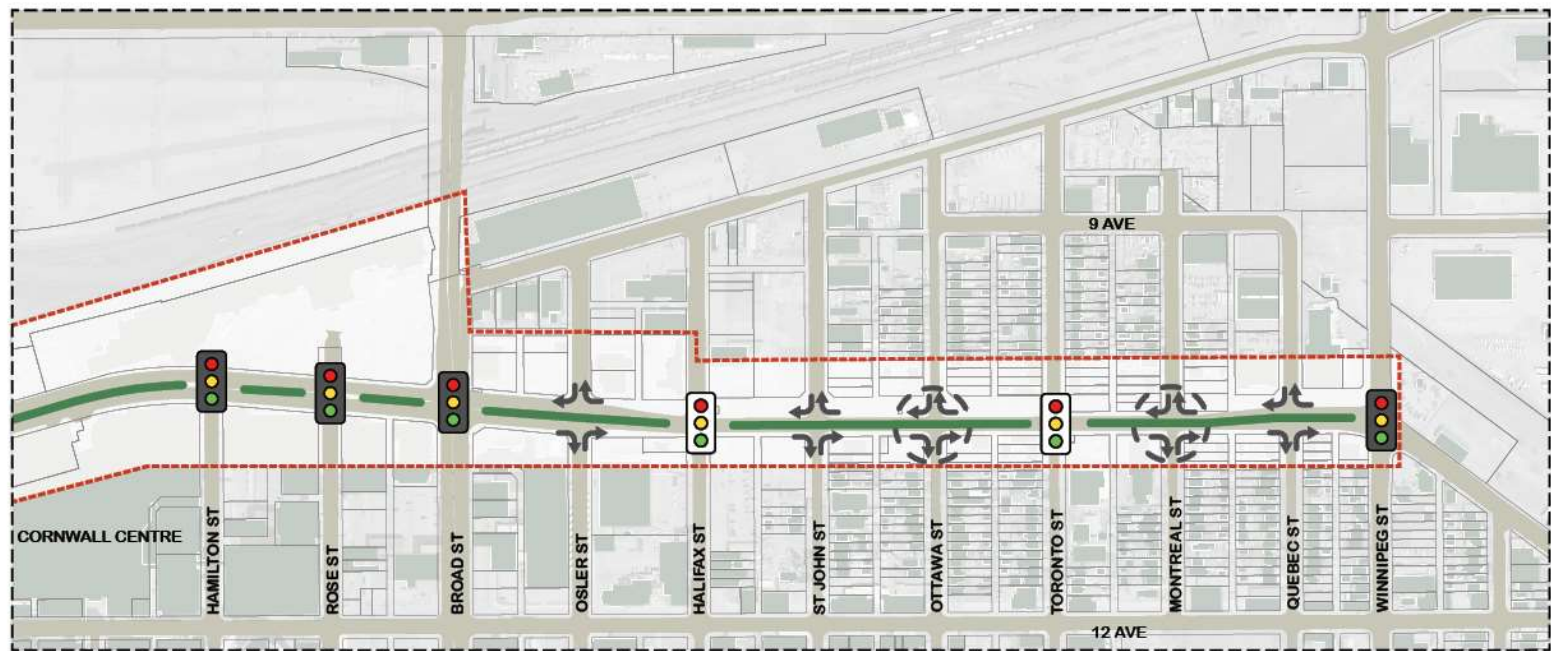 9 AVE
CORNWALL CENTRE
HAMILTON ST
ROSE ST
BROAD ST
OSLER ST
HALIFAX ST
ST JOHN ST
OTTAWA ST
TORONTO ST
MONTREAL ST
QUEBEC ST
WINNIPEG ST
12 AVE